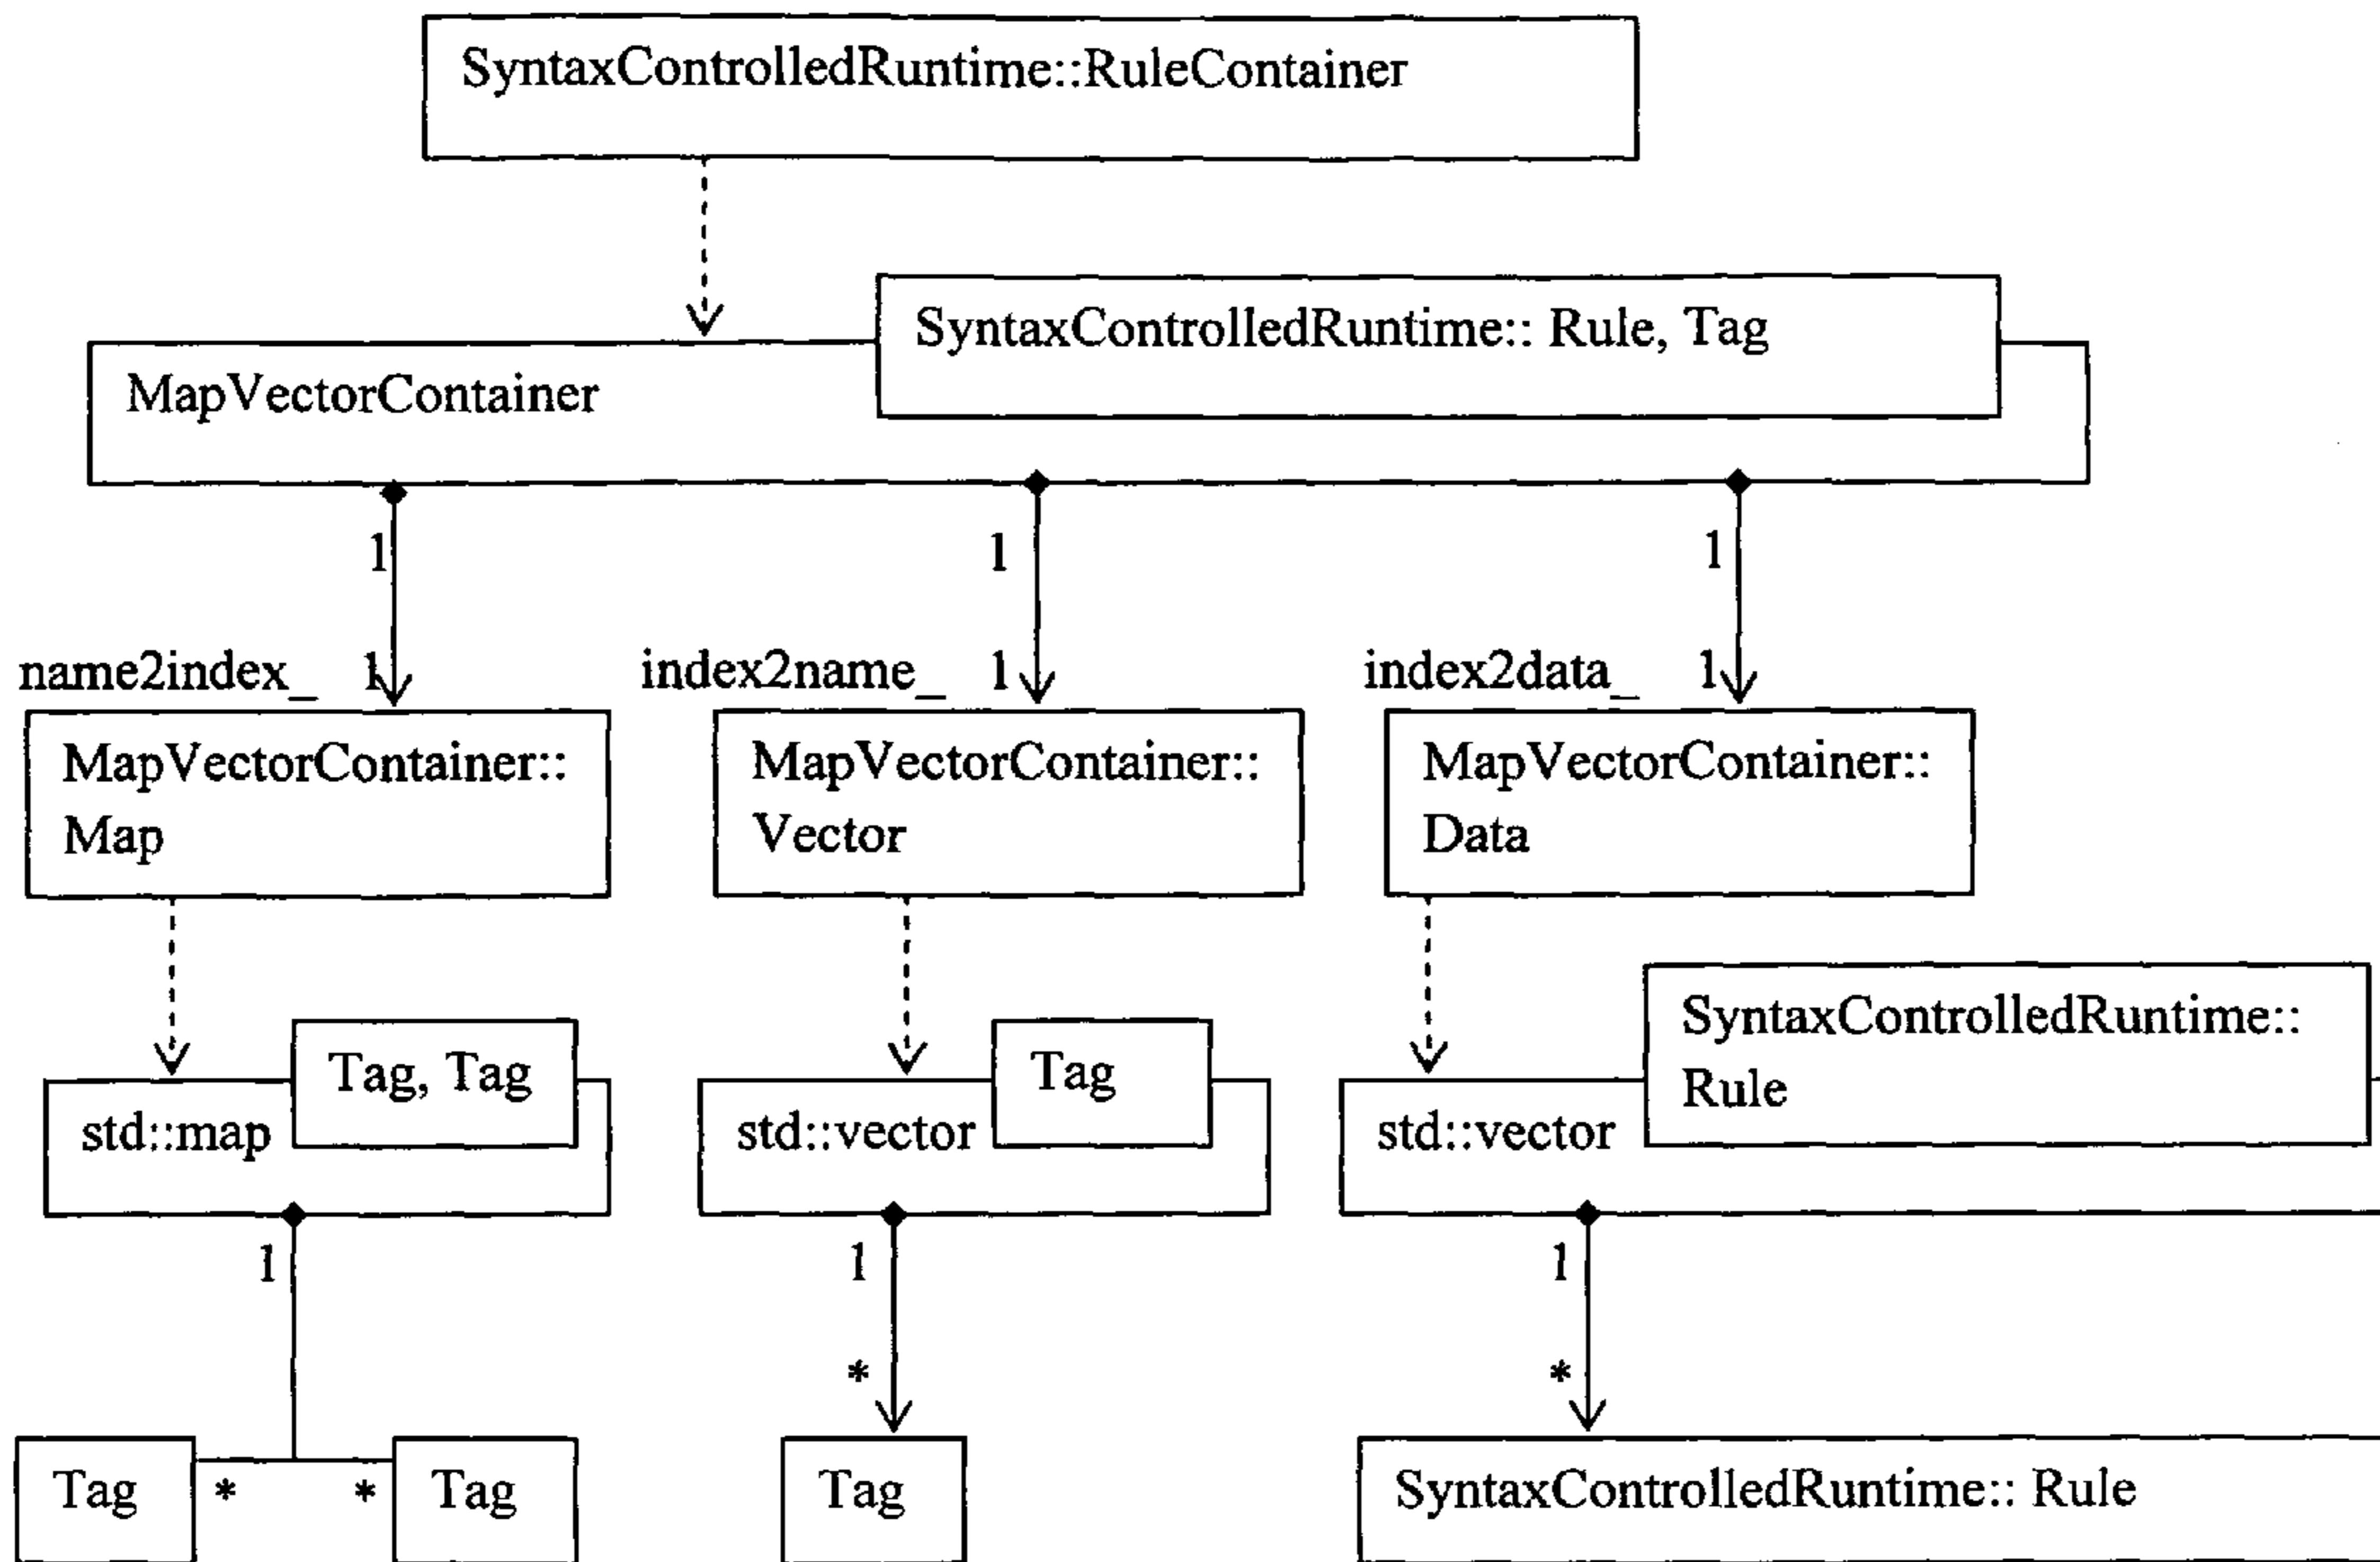 SyntaxControlledRuntime::RuleContainer
SyntaxControlledRuntime:: Rule, Tag
MapVectorContainer
1
1
1
name2index_
1
index2name_
1
index2data_
1
MapVectorContainer::
Map
MapVectorContainer::
Vector
MapVectorContainer::
Data
Tag, Tag
std::map
Tag
std::vector
SyntaxControlledRuntime::
Rule
std::vector
1
1
1
*
*
Tag
*
*
Tag
Tag
SyntaxControlledRuntime:: Rule